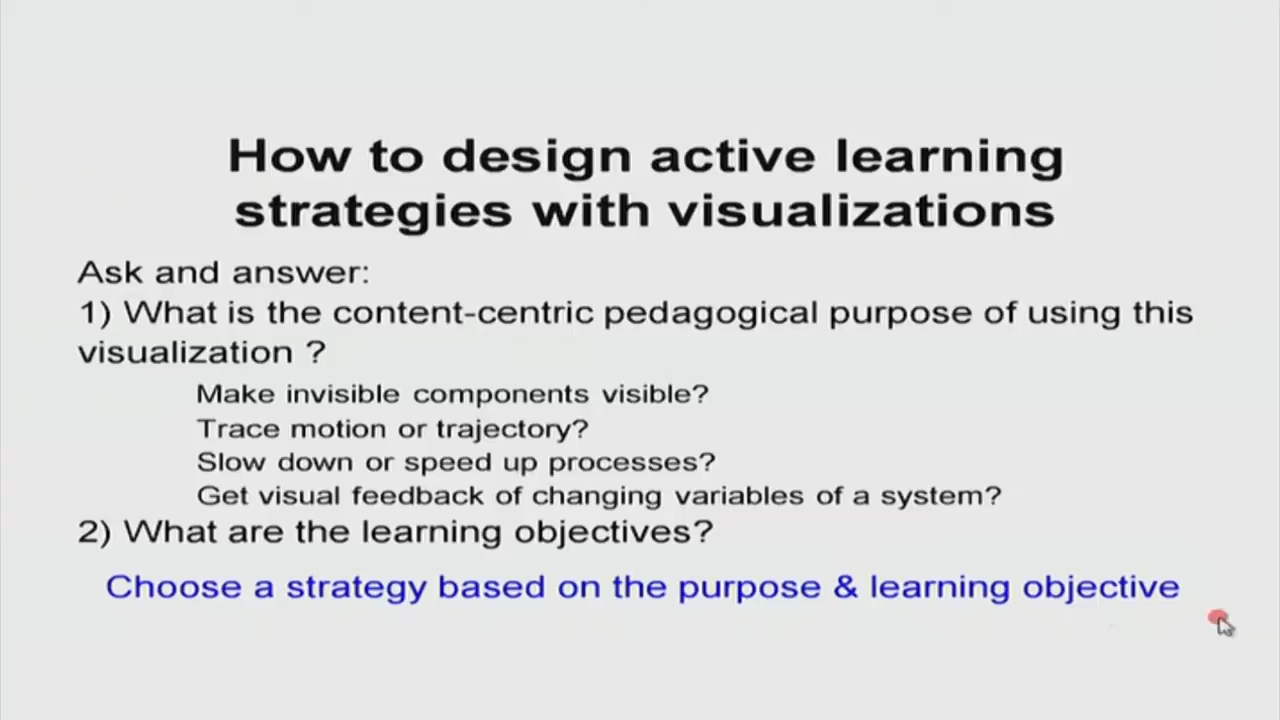 How to design active learning
strategies with visualizations
Ask and answer:
1) What is the content-centric pedagogical purpose of using this
visualization ?
Make invisible components visible?
Trace motion or trajectory?
Slow down or speed up processes?
Get visual feedback of changing variables of a system?
2) What are the learning objectives?
Choose a strategy based on the purpose & learning objective